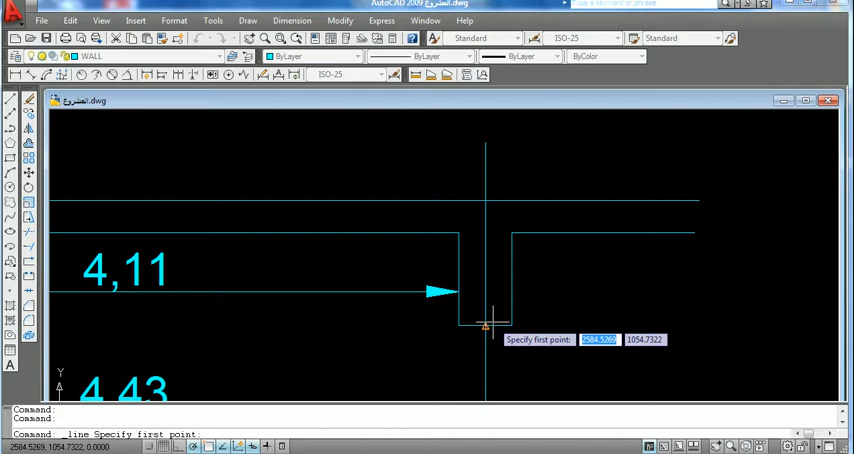 AutoCAD 2009 المشروع.dwg
Type a keyword or phrase
File Edit View Insert Format Tools Draw Dimension Modify Express Window Help
Standard ISO-25 Standard
WALL ByLayer ByLayer ByLayer ByColor
ISO-25
المشروع.dwg
4,11
Specify first point: 2584.5269 1054.7322
Y
4,43
Command:
Command:
Command: _line Specify first point:
2584.5269, 1054.7322, 0.0000